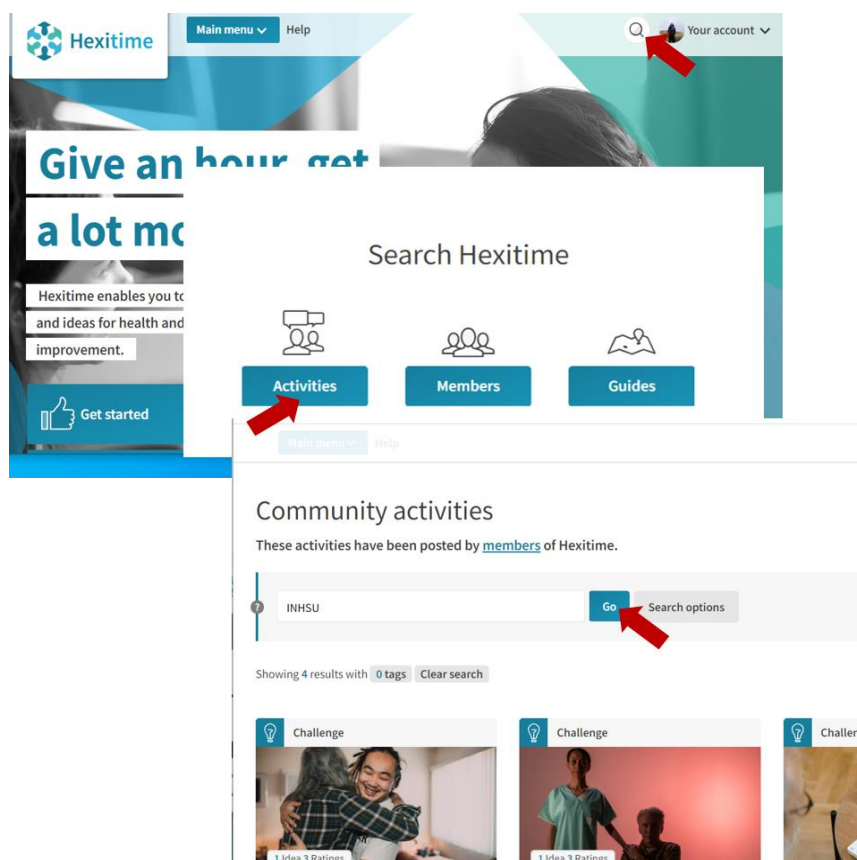 Hexitime
Main menu
Help
Your account
Give an hour, get
a lot mo
Hexitime enables you to
and ideas for health and
improvement.
Get started
Search Hexitime
Activities
Members
Guides
Main menu
Help
Community activities
These activities have been posted by members of Hexitime.
?
INHSU
Go
Search options
Showing 4 results with 0 tags Clear search
Challenge
Challenge
Challen
1 Idea 3 Ratings
1 Idea 3 Ratings